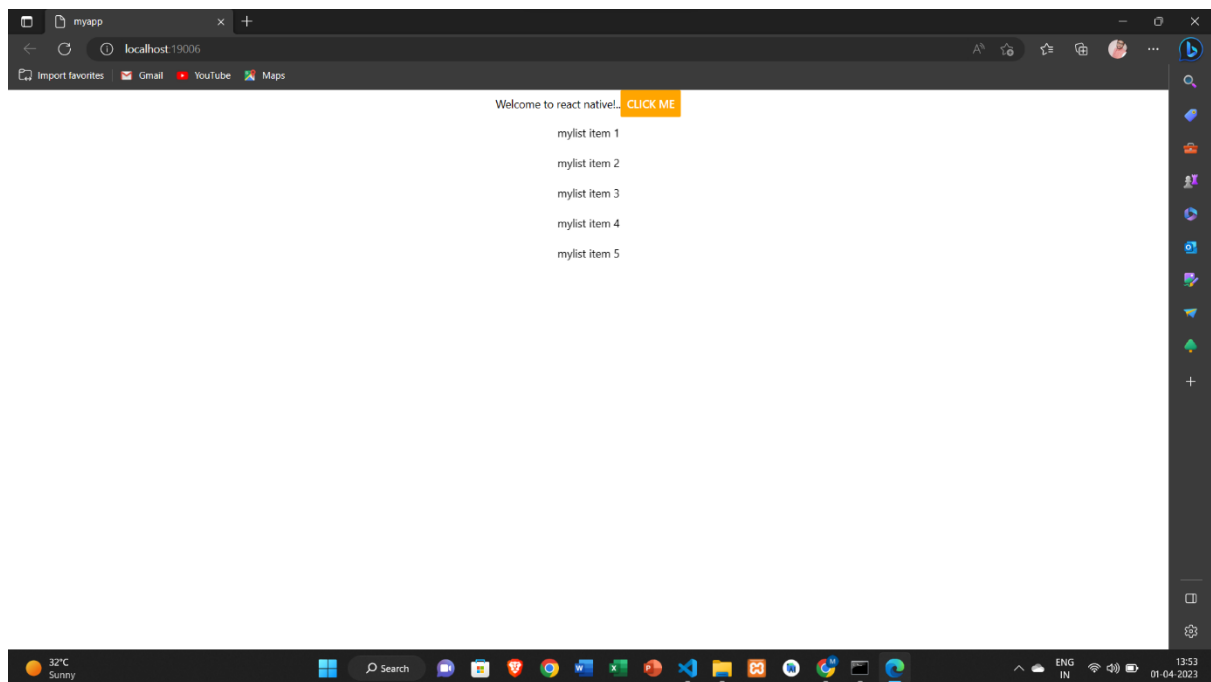 myapp
localhost:19006
Import favorites Gmail YouTube Maps
Welcome to react native!.. CLICK ME
mylist item 1
mylist item 2
mylist item 3
mylist item 4
mylist item 5
32°C
Sunny
Search
ENG
IN
13:53
01-04-2023